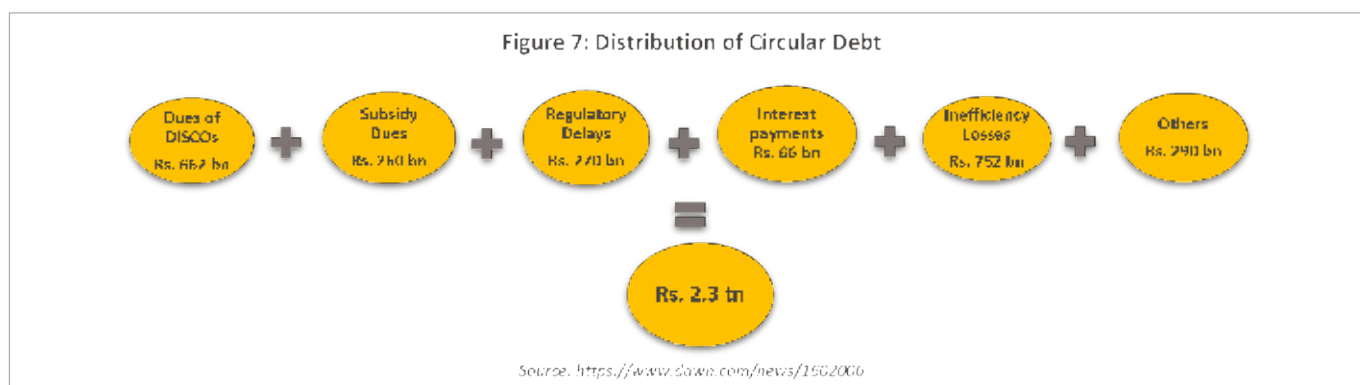 Figure 7: Distribution of Circular Debt
Dues of
DISCOs
Rs. 662 bn
Subsidy
Dues
Rs. 260 bn
Regulatory
Delays
Rs. 270 bn
Interest
payments
Rs. 66 bn
Inefficiency
Losses
Rs. 752 bn
Others
Rs. 290 bn
Rs. 2.3 tn
Source: